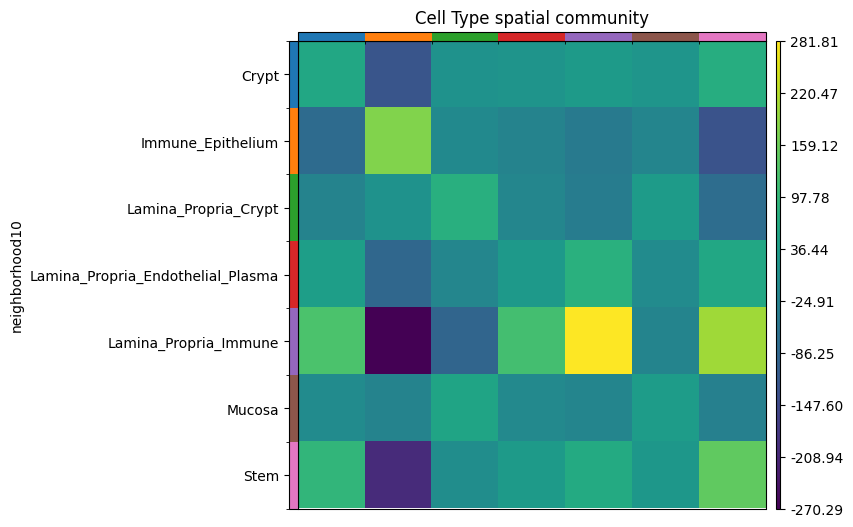 Cell Type spatial community
neighborhood10
Crypt
Immune_Epithelium
Lamina_Propria_Crypt
Lamina_Propria_Endothelial_Plasma
Lamina_Propria_Immune
Mucosa
Stem
281.81
220.47
159.12
97.78
36.44
-24.91
-86.25
-147.60
-208.94
-270.29